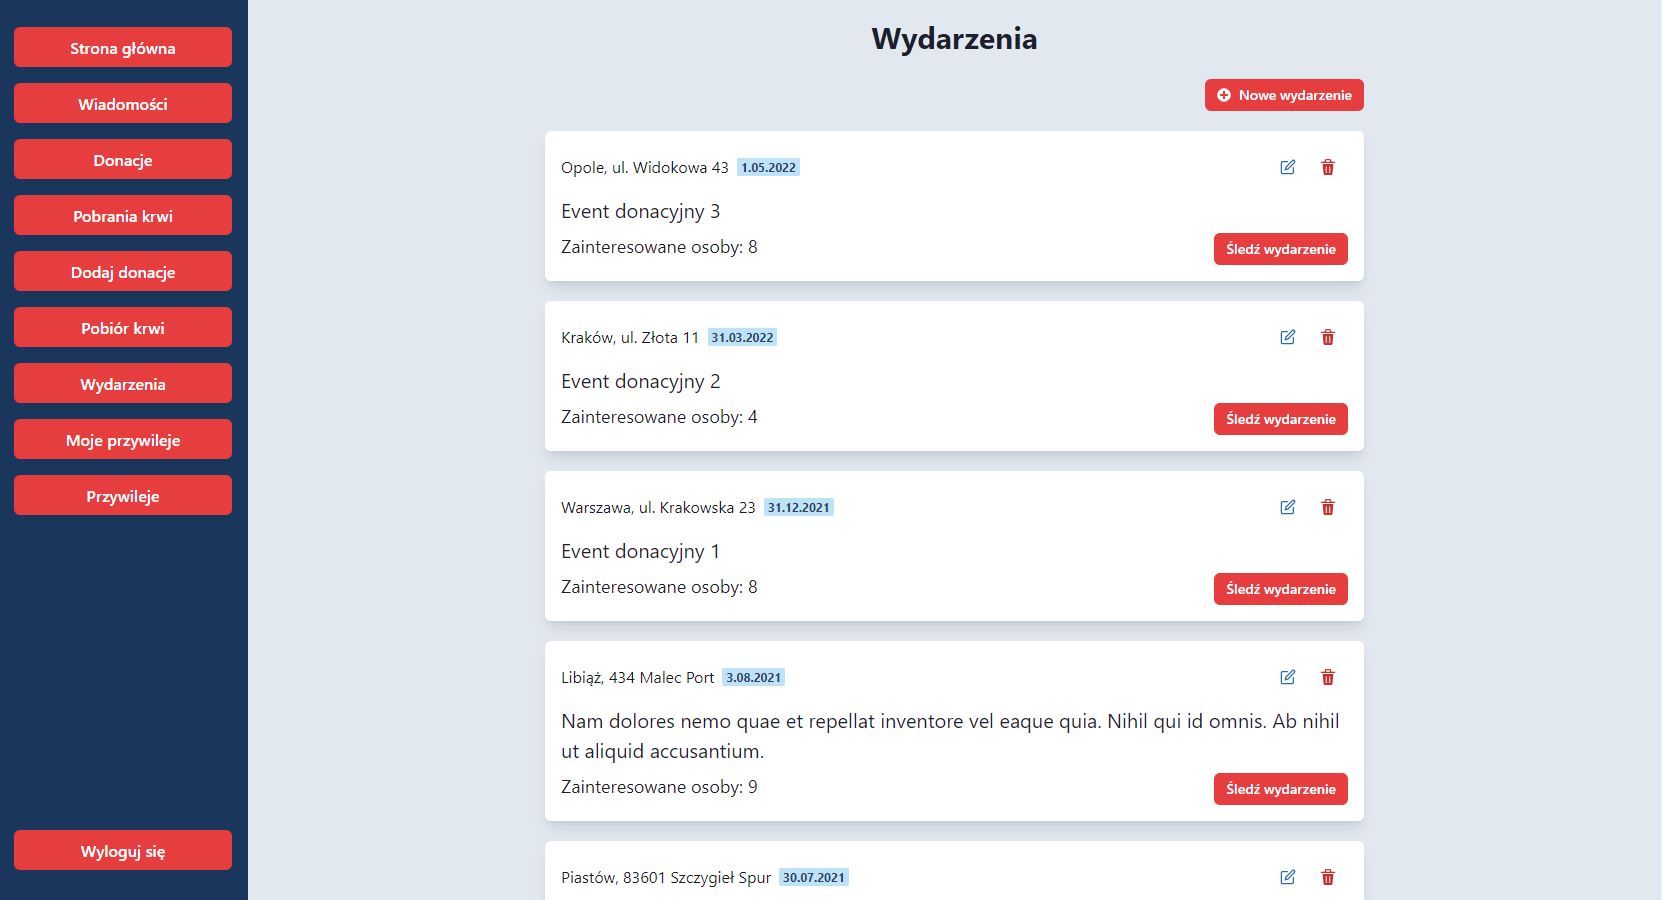 Strona główna
Wiadomości
Donacje
Pobrania krwi
Dodaj donacje
Pobiór krwi
Wydarzenia
Moje przywileje
Przywileje
Wyloguj się
Wydarzenia
Nowe wydarzenie
Opole, ul. Widokowa 43 1.05.2022
Event donacyjny 3
Zainteresowane osoby: 8
Śledź wydarzenie
Kraków, ul. Złota 11 31.03.2022
Event donacyjny 2
Zainteresowane osoby: 4
Śledź wydarzenie
Warszawa, ul. Krakowska 23 31.12.2021
Event donacyjny 1
Zainteresowane osoby: 8
Śledź wydarzenie
Libiąż, 434 Malec Port 3.08.2021
Nam dolores nemo quae et repellat inventore vel eaque quia. Nihil qui id omnis. Ab nihil
ut aliquid accusantium.
Zainteresowane osoby: 9
Śledź wydarzenie
Piastów, 83601 Szczygieł Spur 30.07.2021